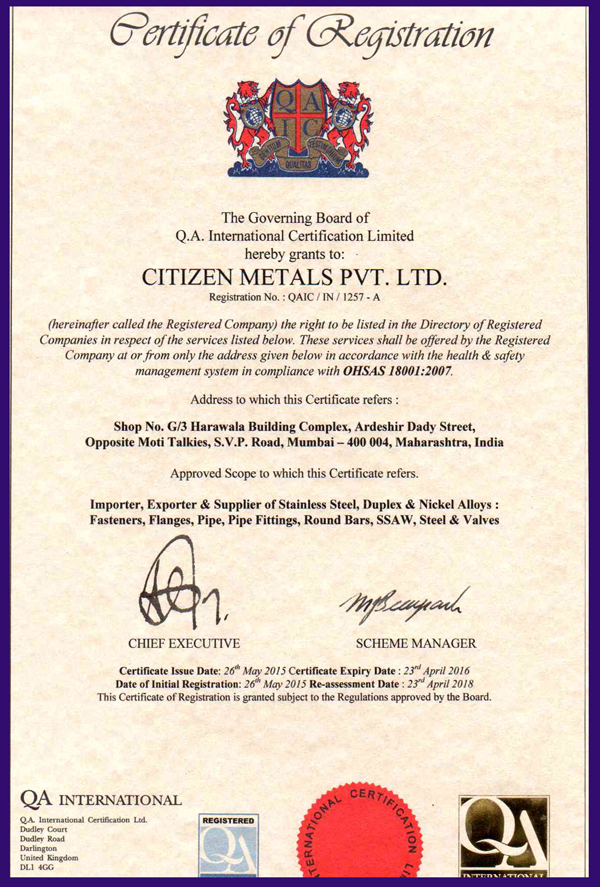 Certificate of Registration
QA
IC
QUALITAS
The Governing Board of
Q.A. International Certification Limited
hereby grants to:
CITIZEN METALS PVT. LTD.
Registration No. : QAIC / IN / 1257 - A
(hereinafter called the Registered Company) the right to be listed in the Directory of Registered
Companies in respect of the services listed below. These services shall be offered by the Registered
Company at or from only the address given below in accordance with the health & safety
management system in compliance with OHSAS 18001:2007.
Address to which this Certificate refers :
Shop No. G/3 Harawala Building Complex, Ardeshir Dady Street,
Opposite Moti Talkies, S.V.P. Road, Mumbai – 400 004, Maharashtra, India
Approved Scope to which this Certificate refers.
Importer, Exporter & Supplier of Stainless Steel, Duplex & Nickel Alloys :
Fasteners, Flanges, Pipe, Pipe Fittings, Round Bars, SSAW, Steel & Valves
CHIEF EXECUTIVE
SCHEME MANAGER
Certificate Issue Date: 26th May 2015 Certificate Expiry Date : 23rd April 2016
Date of Initial Registration: 26th May 2015 Re-assessment Date : 23rd April 2018
This Certificate of Registration is granted subject to the Regulations approved by the Board.
QA INTERNATIONAL
Q.A. International Certification Ltd.
Dudley Court
Dudley Road
Darlington
United Kingdom
DL1 4GG
REGISTERED
QA
TERNATIONAL CERTIFICATION LI
QA
INTERNATIONAL